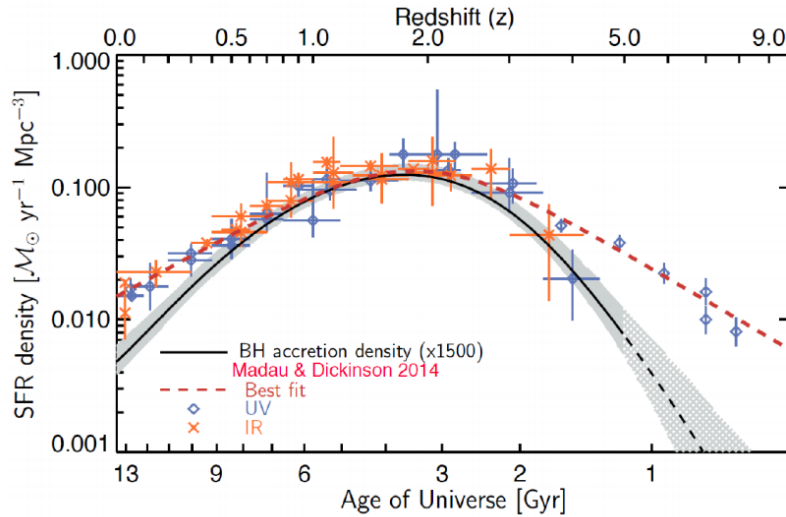 Redshift (z)
0.0 0.5 1.0 2.0 3.0 5.0 9.0
1.000
0.100
0.010
0.001
SFR density [M⊙ yr⁻¹ Mpc⁻³]
BH accretion density (x1500)
Madau & Dickinson 2014
Best fit
UV
IR
13 9 6 3 2 1
Age of Universe [Gyr]